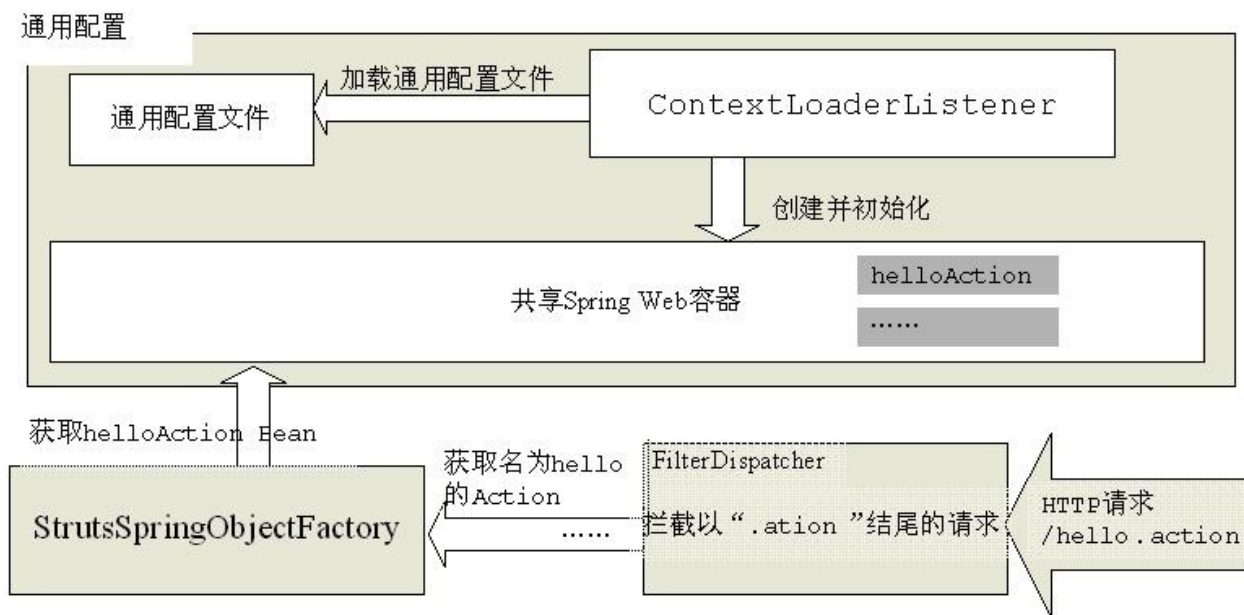 通用配置
加载通用配置文件
通用配置文件
ContextLoaderListener
创建并初始化
共享Spring Web容器
helloAction
……
获取helloAction Bean
StrutsSpringObjectFactory
获取名为hello
的Action
……
FilterDispatcher
拦截以“.ation ”结尾的请求
HTTP请求
/hello.action